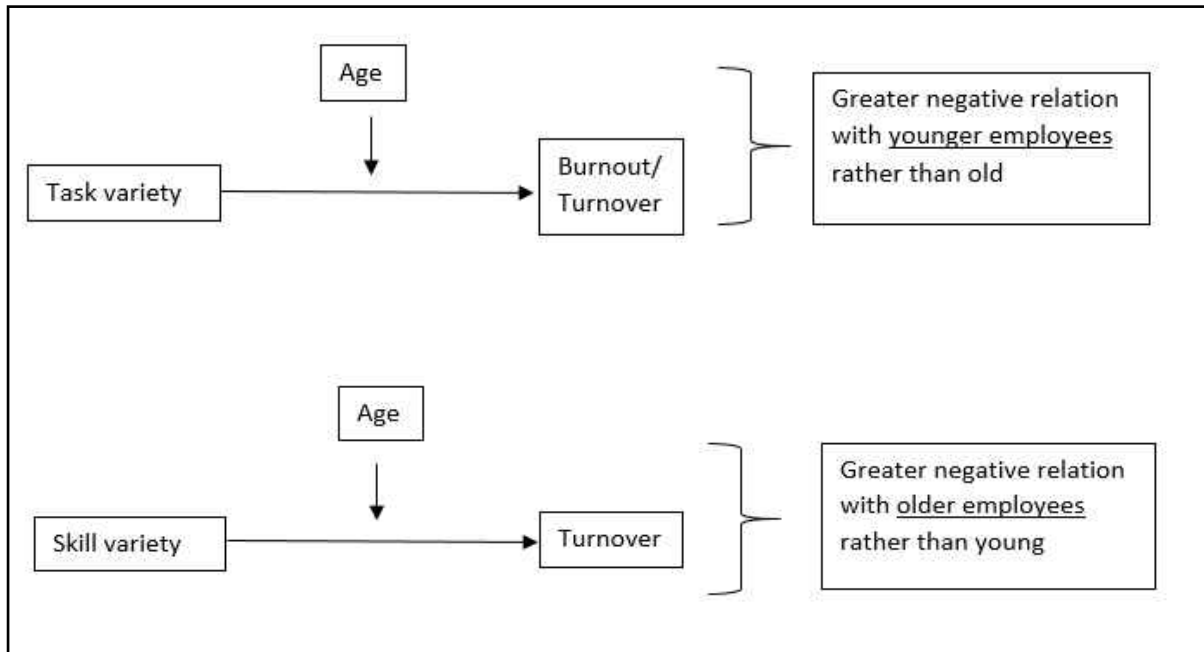 Age
Task variety
Burnout/
Turnover
Greater negative relation
with younger employees
rather than old
Age
Skill variety
Turnover
Greater negative relation
with older employees
rather than young